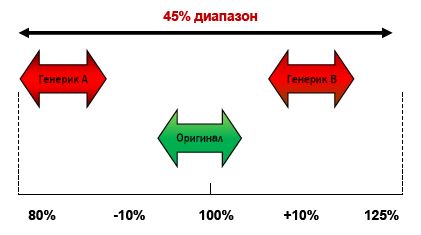 45% диапазон
Генерик А Генерик В
Оригинал
80% -10% 100% +10% 125%